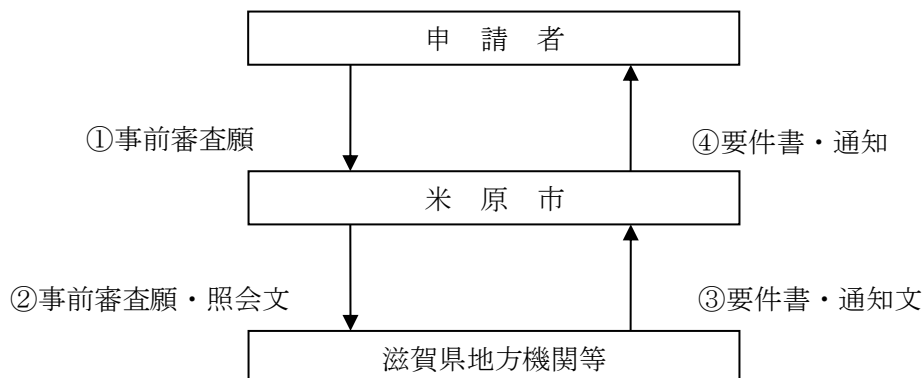 申　請　者
①事前審査願
④要件書・通知
米　原　市
②事前審査願・照会文
③要件書・通知文
滋賀県地方機関等